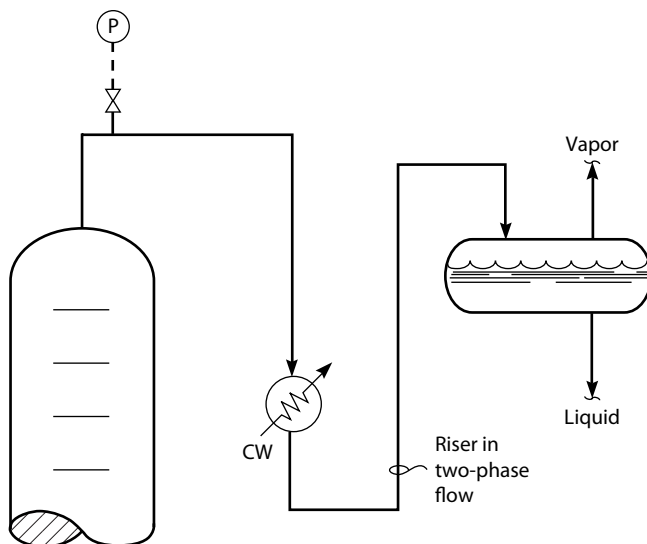 P
Vapor
Liquid
CW
Riser in
two-phase
flow